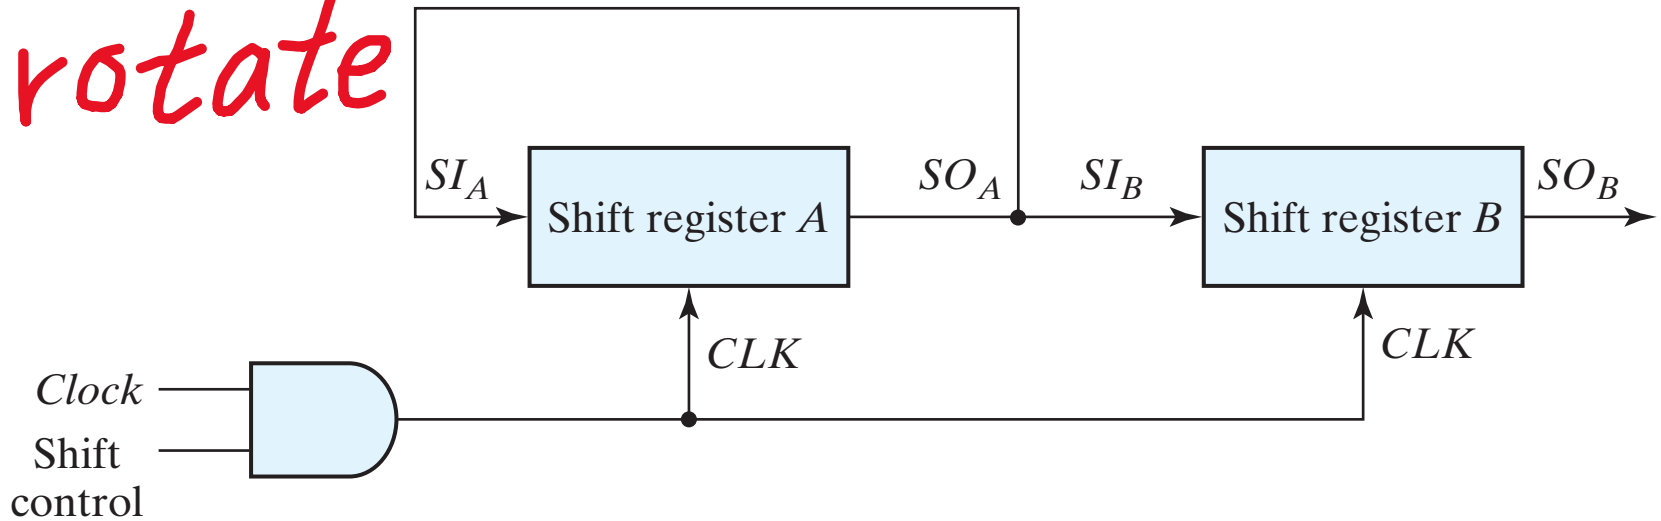 rotate
SI_A
Shift register A
SO_A
SI_B
Shift register B
SO_B
CLK
CLK
Clock
Shift
control